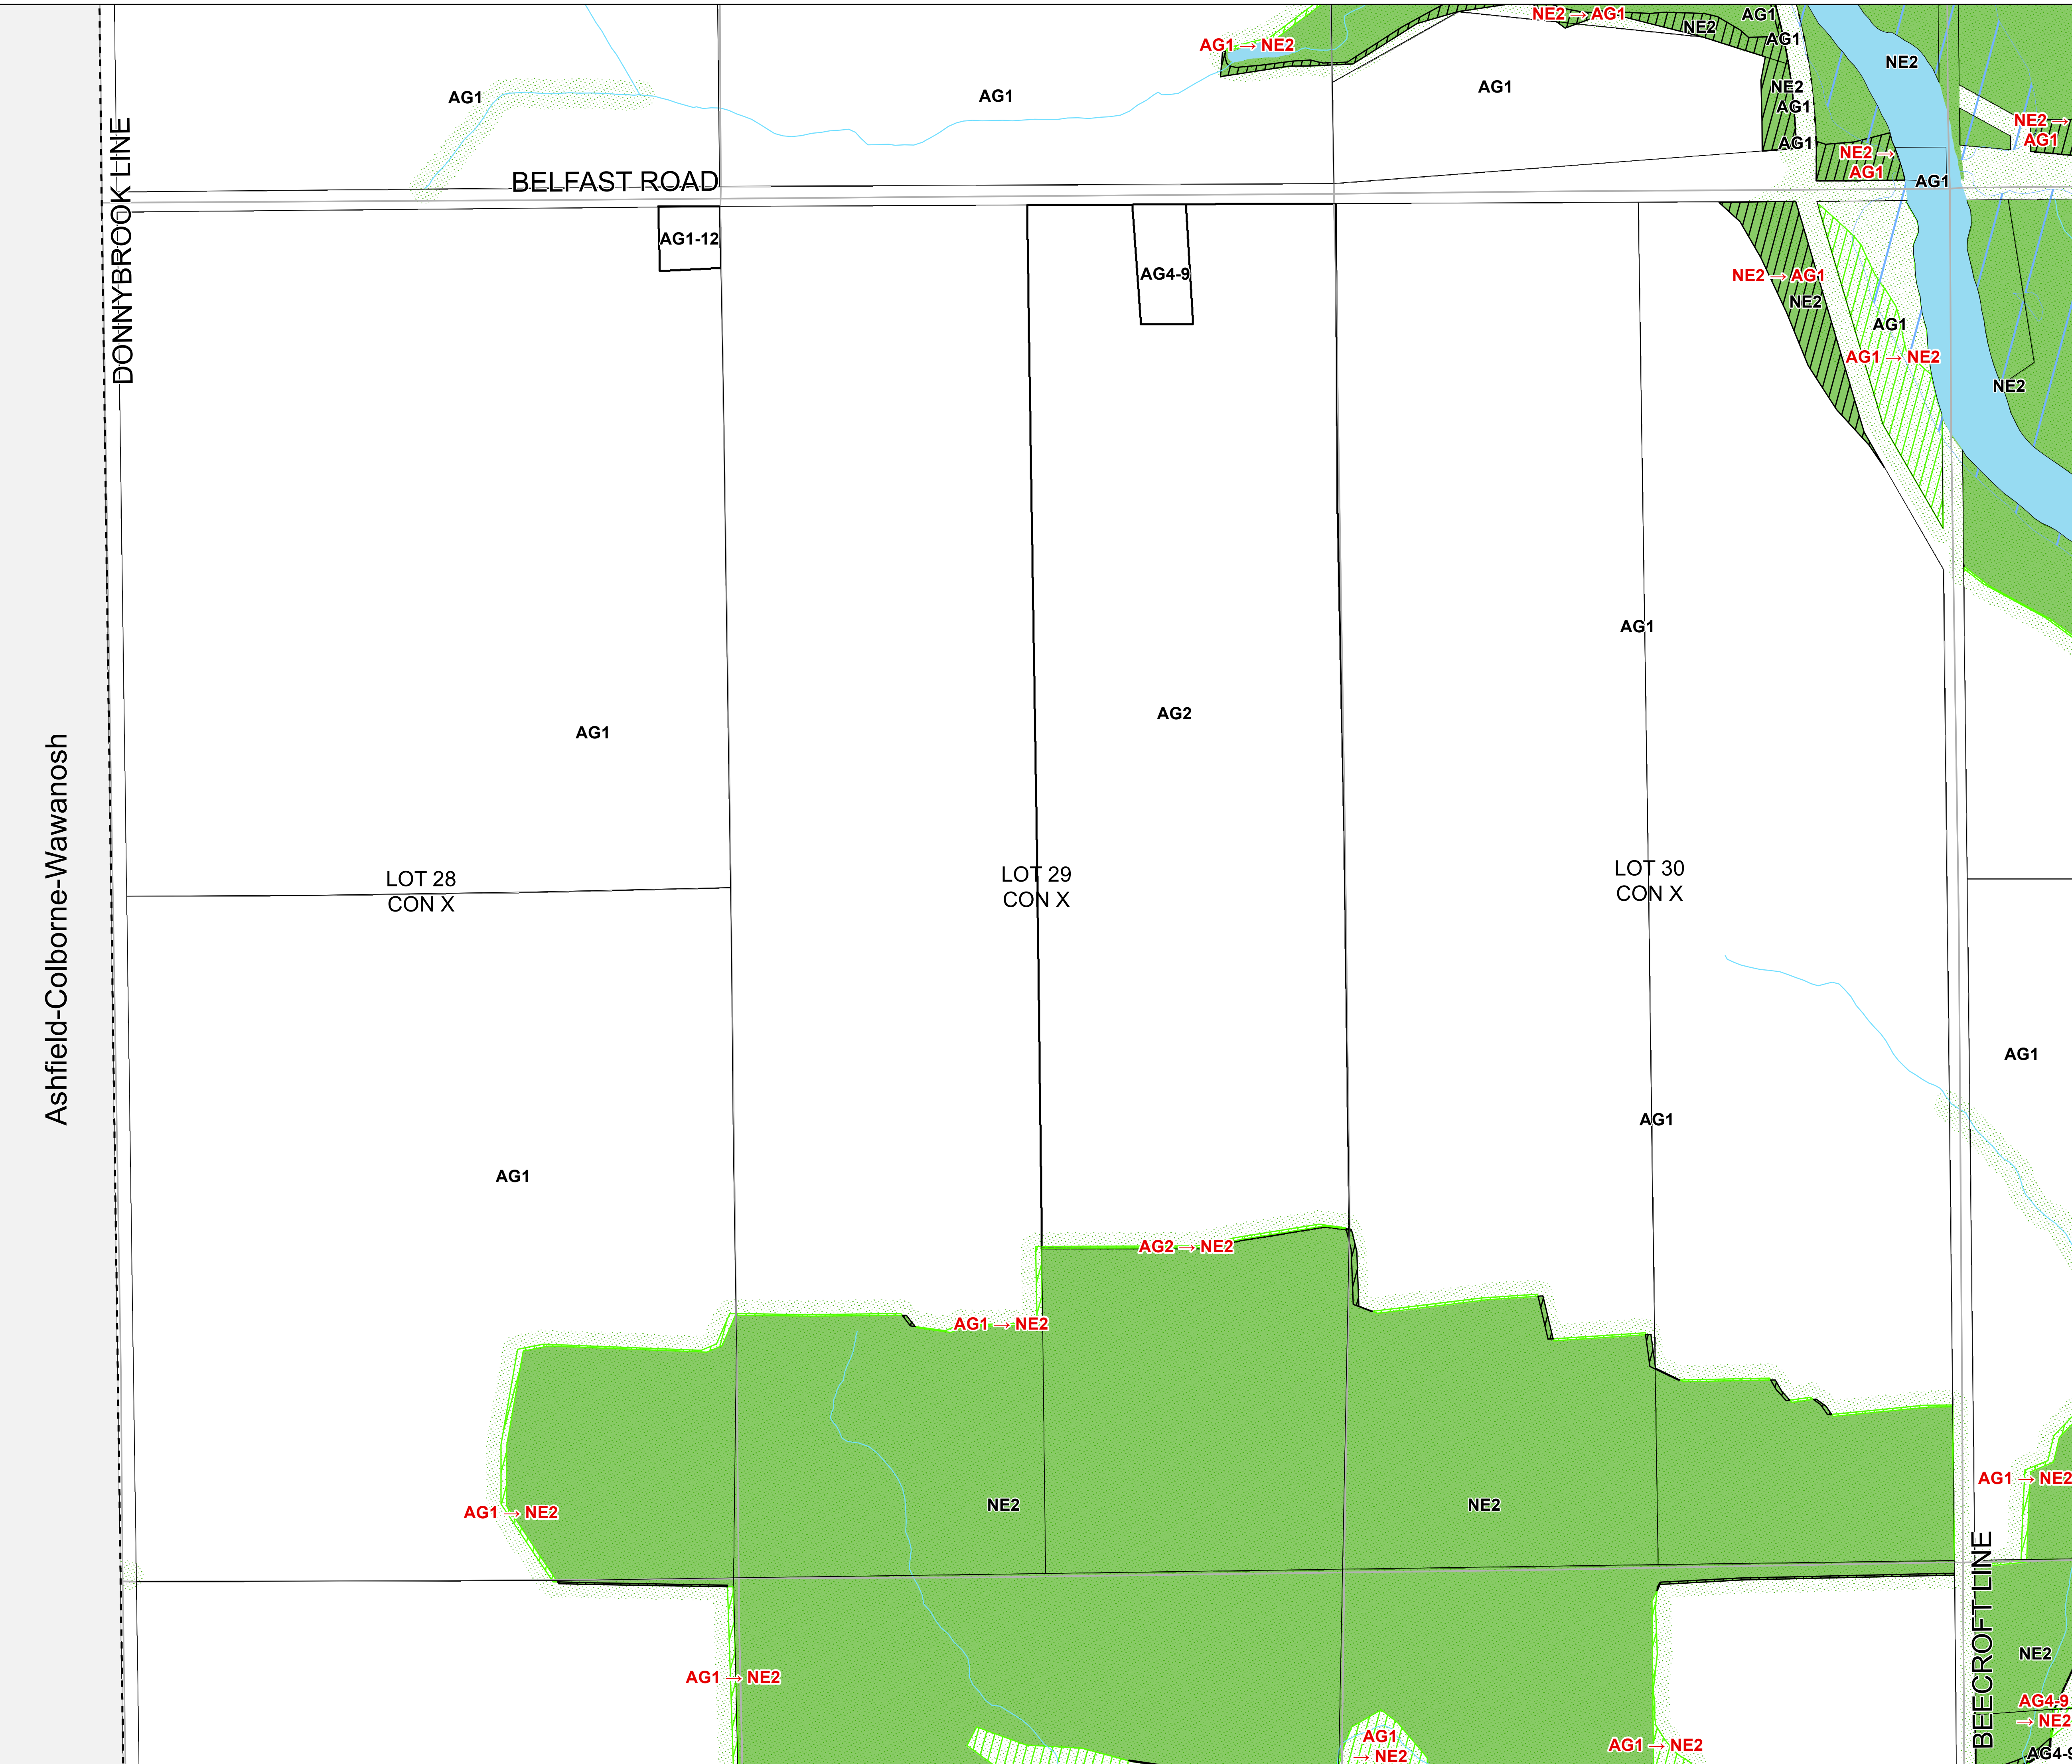 NE2 → AG1
AG1
NE2
AG1
AG1 → NE2
NE2
AG1
AG1
AG1
NE2
AG1
AG1
NE2 →
AG1
NE2 →
AG1
AG1
BELFAST ROAD
DONNYBROOK LINE
AG1-12
AG4-9
NE2 → AG1
NE2
AG1
AG1 → NE2
NE2
AG1
AG2
AG1
Ashfield-Colborne-Wawanosh
LOT 28
CON X
LOT 29
CON X
LOT 30
CON X
AG1
AG1
AG1
AG2 → NE2
AG1 → NE2
AG1 → NE2
AG1 → NE2
NE2
NE2
BEECROFT LINE
NE2
AG1 → NE2
AG4-9
→ NE2
AG1
→ NE2
AG1 → NE2